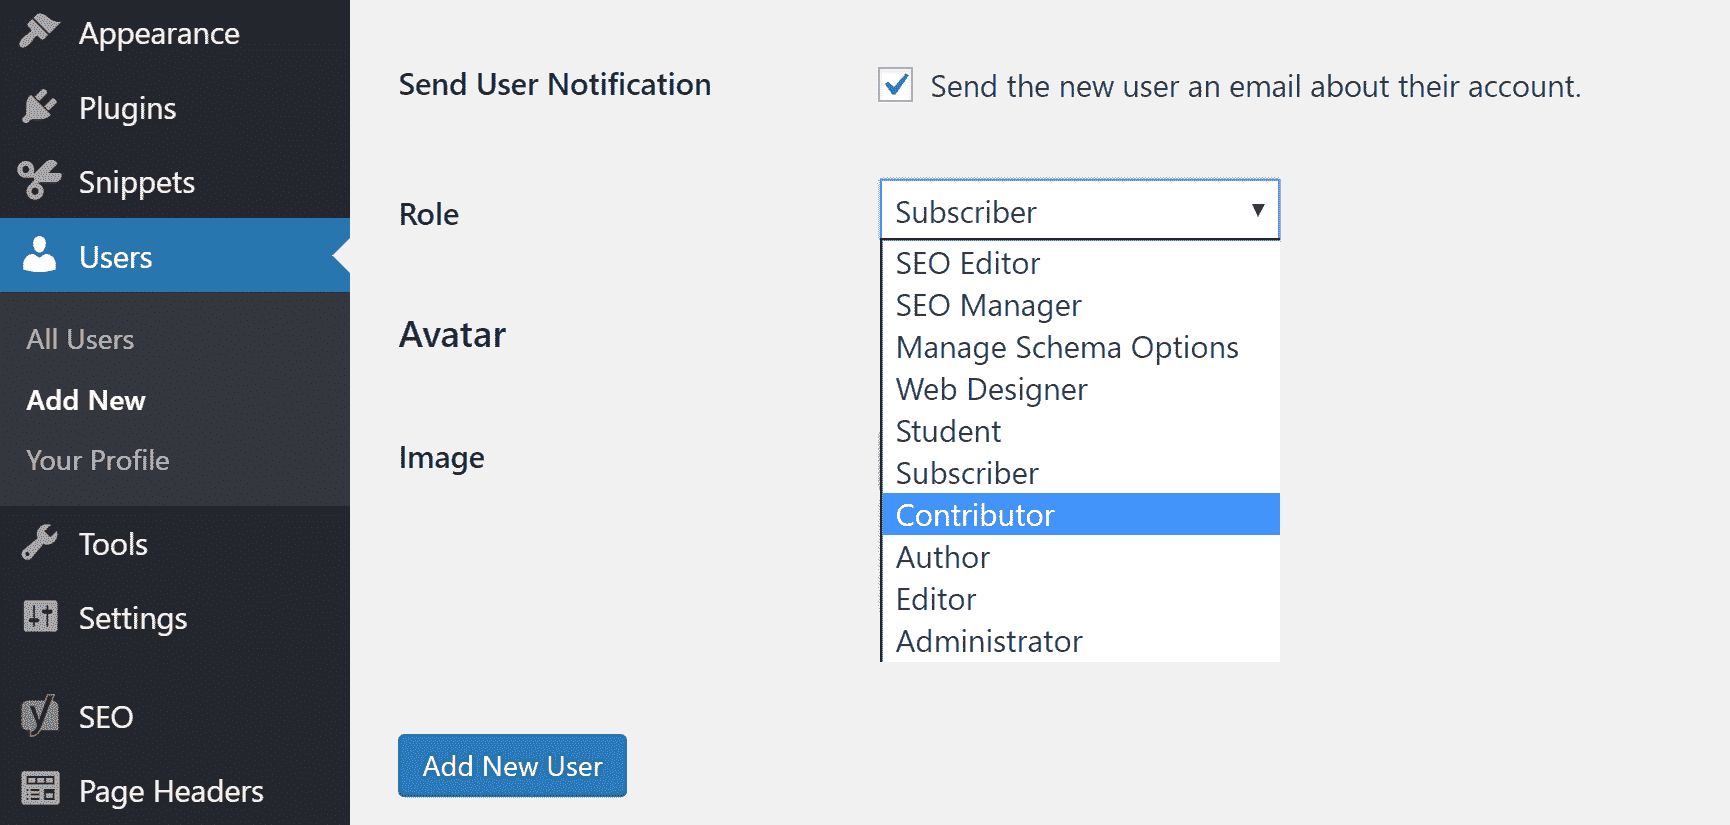 Appearance
Plugins
Snippets
Users
All Users
Add New
Your Profile
Tools
Settings
SEO
Page Headers
Send User Notification
Send the new user an email about their account.
Role
Subscriber
SEO Editor
SEO Manager
Manage Schema Options
Web Designer
Student
Subscriber
Contributor
Author
Editor
Administrator
Avatar
Image
Add New User